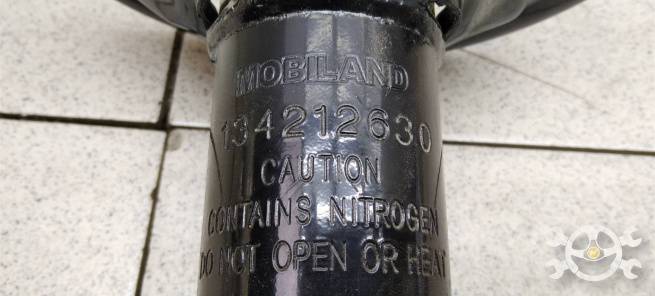 MOBILAND
134212630
CAUTION
CONTAINS NITROGEN
DO NOT OPEN OR HEAT